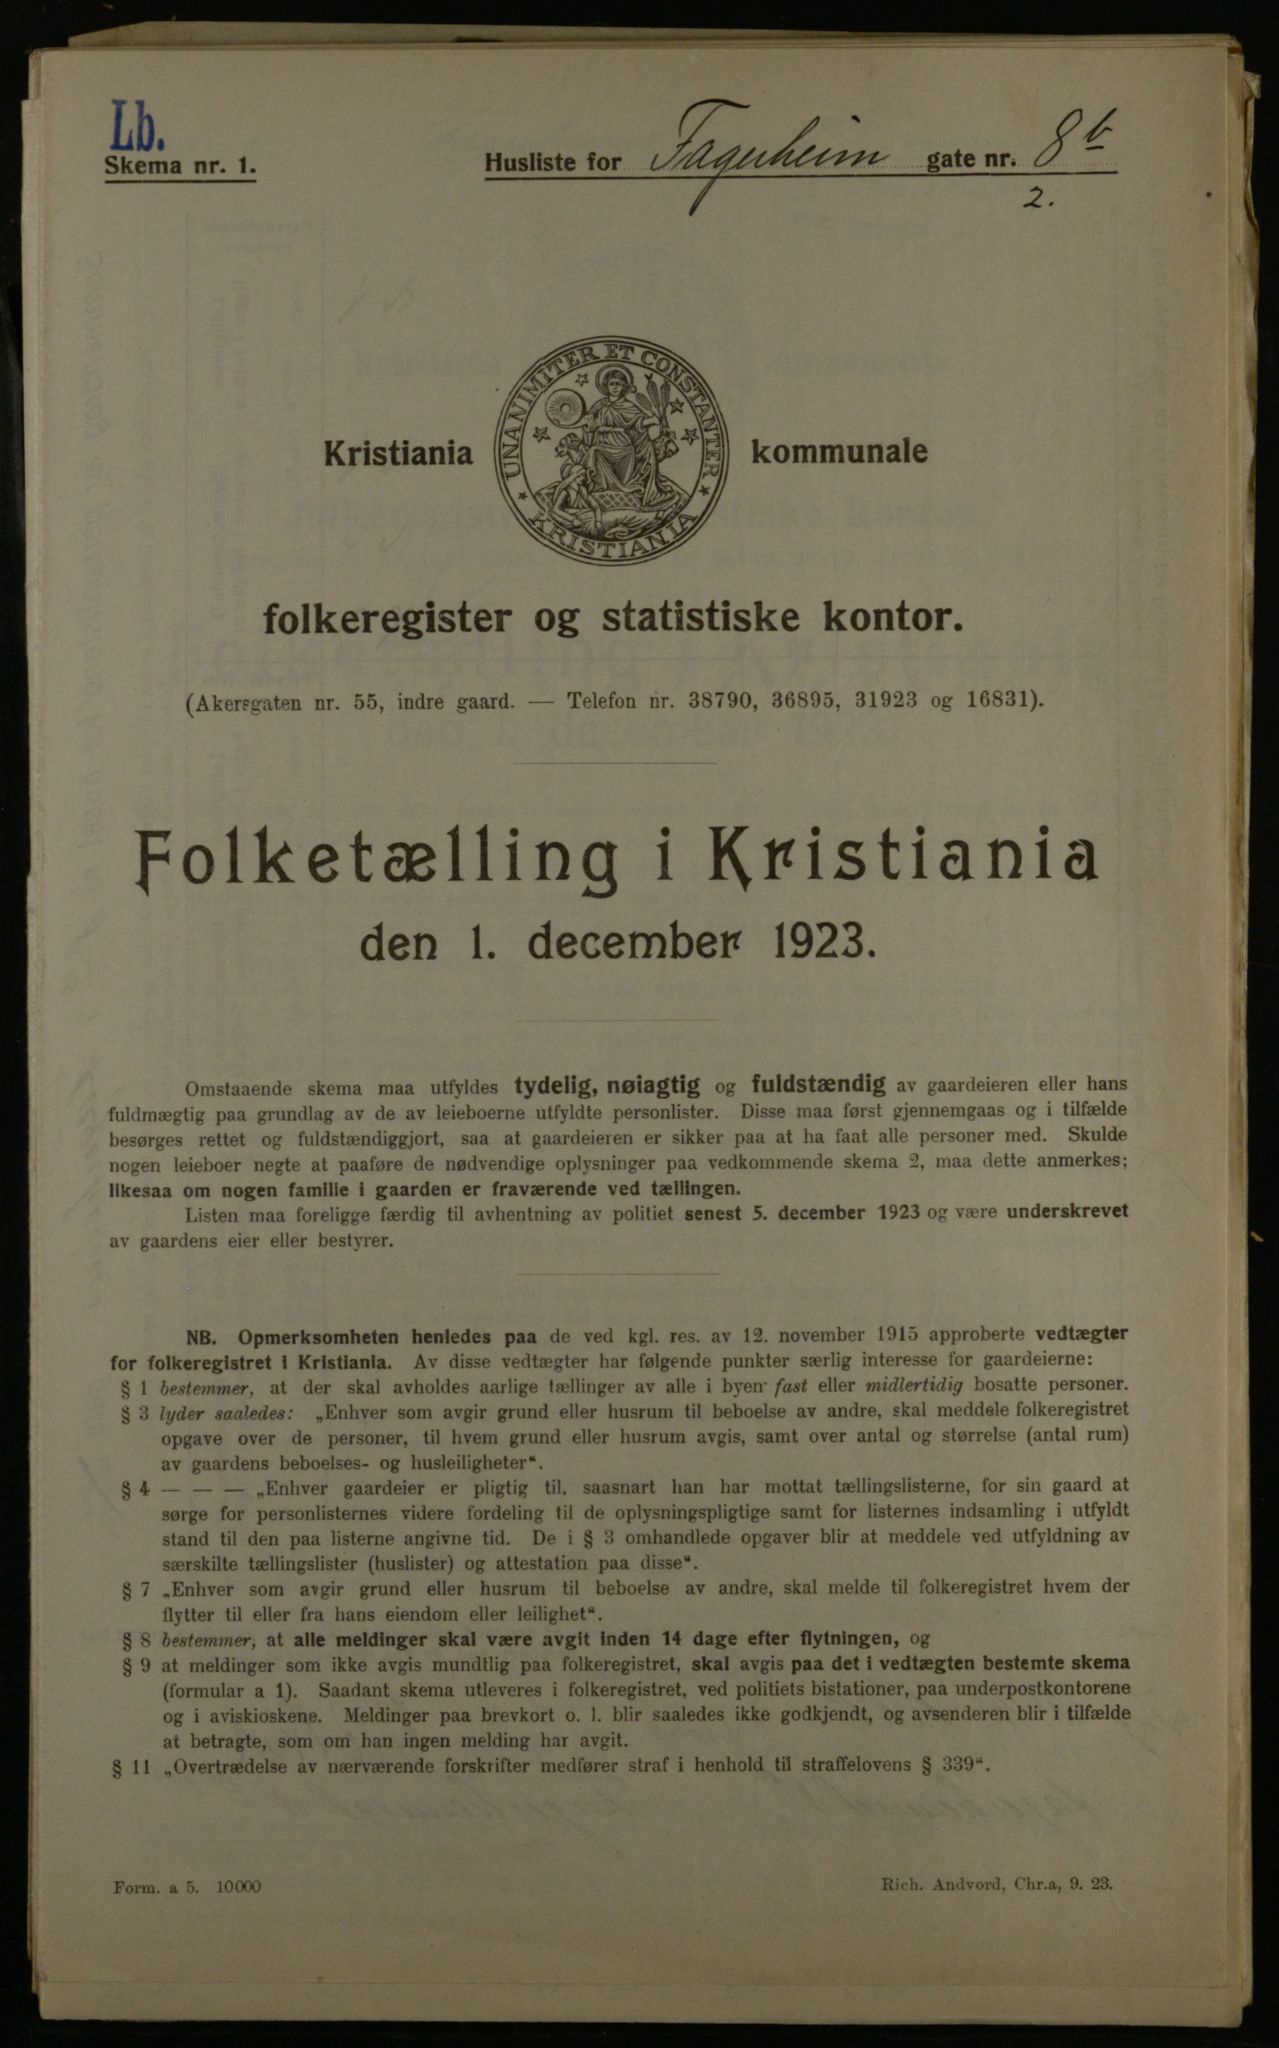 Lb.
Skema nr. 1.
Husliste for Fagerheim gate nr. 8b
2.
UNANIMITER ET CONSTANTER
KRISTIANIA
Kristiania kommunale
folkeregister og statistiske kontor.
(Akersgaten nr. 55, indre gaard. — Telefon nr. 38790, 36895, 31923 og 16831).
Folketælling i Kristiania
den 1. december 1923.
Omstaaende skema maa utfyldes tydelig, nøiagtig og fuldstændig av gaardeieren eller hans
fuldmægtig paa grundlag av de av leieboerne utfyldte personlister. Disse maa først gjennemgaas og i tilfælde
besørges rettet og fuldstændiggjort, saa at gaardeieren er sikker paa at ha faat alle personer med. Skulde
nogen leieboer negte at paaføre de nødvendige oplysninger paa vedkommende skema 2, maa dette anmerkes;
likesaa om nogen familie i gaarden er fraværende ved tællingen.
Listen maa foreligge færdig til avhentning av politiet senest 5. december 1923 og være underskrevet
av gaardens eier eller bestyrer.
NB. Opmerksomheten henledes paa de ved kgl. res. av 12. november 1915 approberte vedtægter
for folkeregistret i Kristiania. Av disse vedtægter har følgende punkter særlig interesse for gaardeierne:
§ 1 bestemmer, at der skal avholdes aarlige tællinger av alle i byen fast eller midlertidig bosatte personer.
§ 3 lyder saaledes: „Enhver som avgir grund eller husrum til beboelse av andre, skal meddele folkeregistret
opgave over de personer, til hvem grund eller husrum avgis, samt over antal og størrelse (antal rum)
av gaardens beboelses- og husleiligheter“.
§ 4 — — — „Enhver gaardeier er pligtig til, saasnart han har mottat tællingslisterne, for sin gaard at
sørge for personlisternes videre fordeling til de oplysningspligtige samt for listernes indsamling i utfyldt
stand til den paa listerne angivne tid. De i § 3 omhandlede opgaver blir at meddele ved utfyldning av
særskilte tællingslister (huslister) og attestation paa disse“.
§ 7 „Enhver som avgir grund eller husrum til beboelse av andre, skal melde til folkeregistret hvem der
flytter til eller fra hans eiendom eller leilighet“.
§ 8 bestemmer, at alle meldinger skal være avgit inden 14 dage efter flytningen, og
§ 9 at meldinger som ikke avgis mundtlig paa folkeregistret, skal avgis paa det i vedtægten bestemte skema
(formular a 1). Saadant skema utleveres i folkeregistret, ved politiets bistationer, paa underpostkontorene
og i aviskioskene. Meldinger paa brevkort o. l. blir saaledes ikke godkjendt, og avsenderen blir i tilfælde
at betragte, som om han ingen melding har avgit.
§ 11 „Overtrædelse av nærværende forskrifter medfører straf i henhold til straffelovens § 339“.
Form. a 5. 10000
Rich. Andvord, Chr.a, 9. 23.